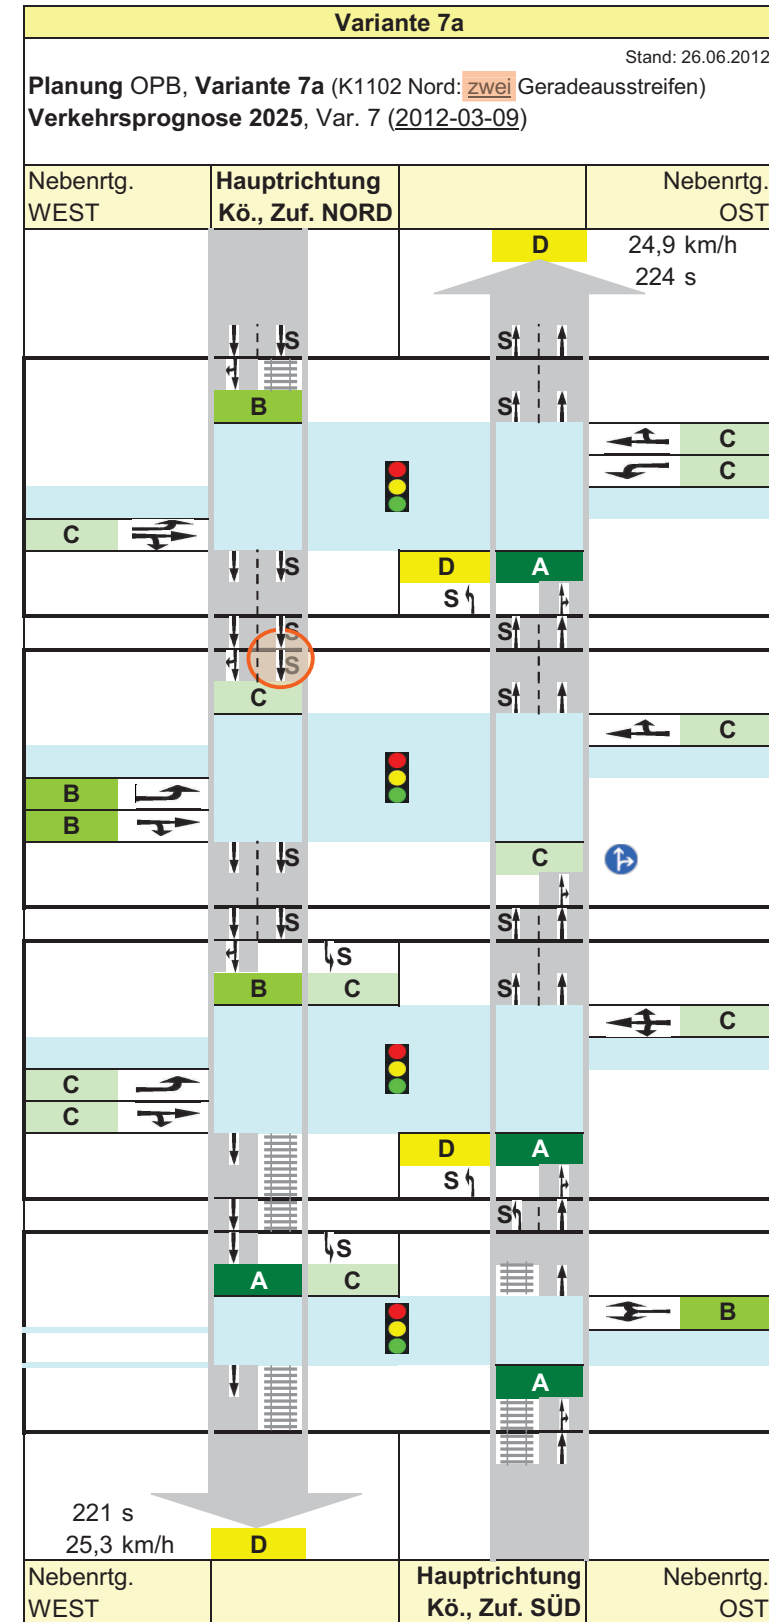 Variante 7a
Stand: 26.06.2012
Planung OPB, Variante 7a (K1102 Nord: zwei Geradeausstreifen)
Verkehrsprognose 2025, Var. 7 (2012-03-09)
Nebenrtg. Hauptrichtung Nebenrtg.
WEST Kö., Zuf. NORD OST
D 24,9 km/h
224 s
S S
B S
C
C
C
S D A
S
S S
S
C S
C
B
B
S C
S S
S
B C S
C
C
C
D A
S
S
S
A C
B
A
221 s
25,3 km/h D
Nebenrtg. Hauptrichtung Nebenrtg.
WEST Kö., Zuf. SÜD OST